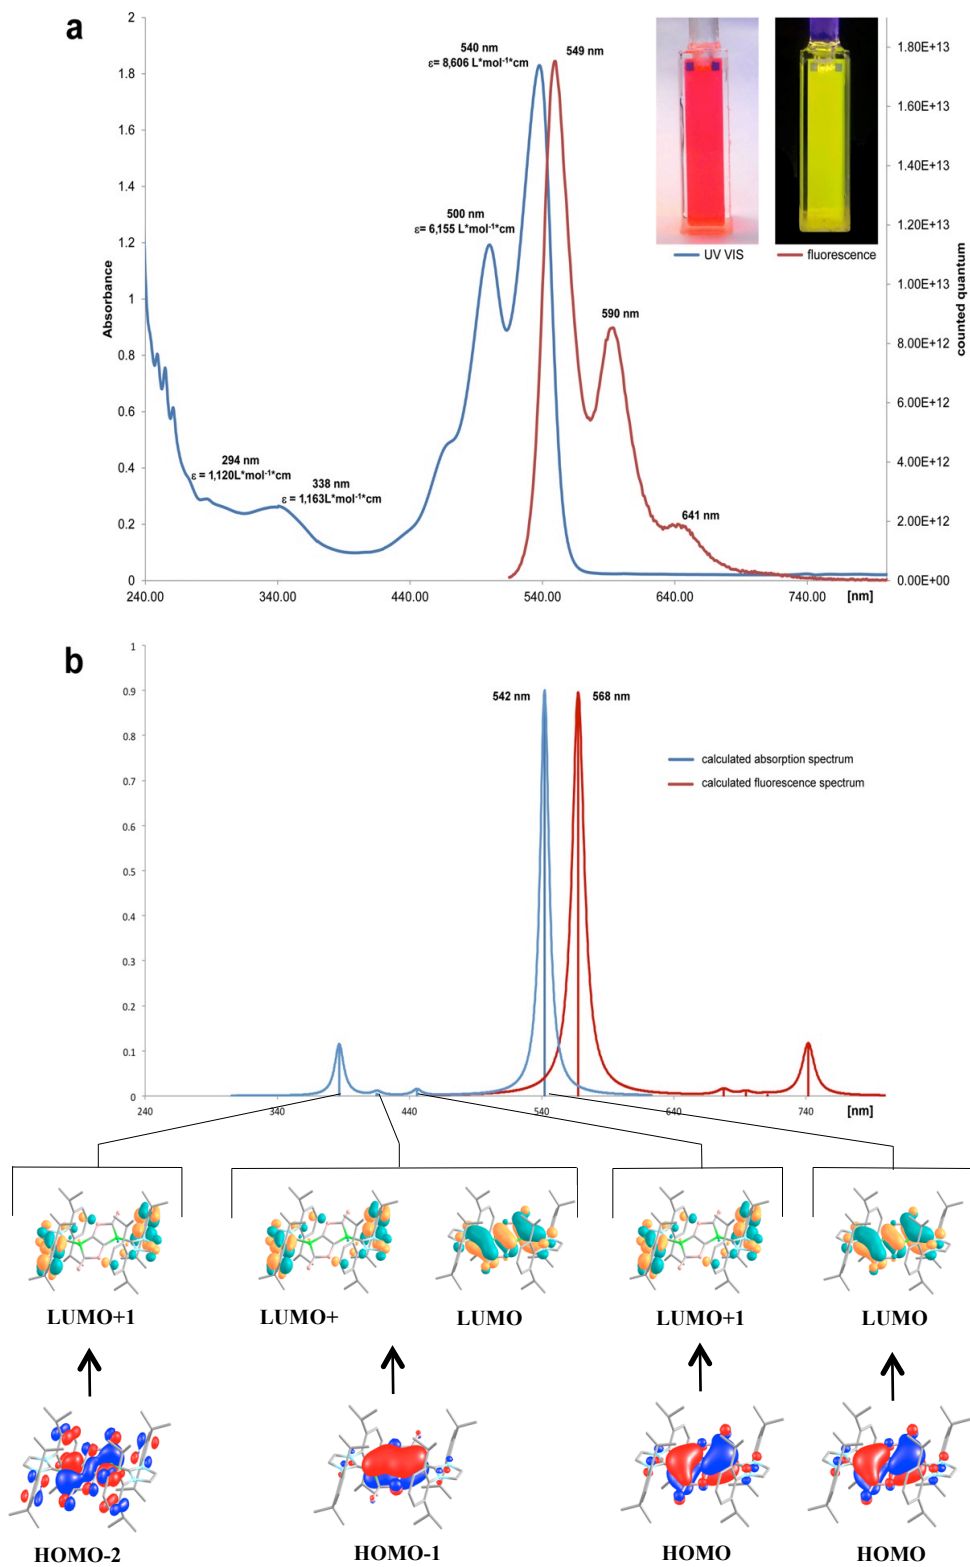 a
2
1.8
1.6
1.4
1.2
1
0.8
0.6
0.4
0.2
0
Absorbance
540 nm
ε= 8,606 L*mol⁻¹*cm
549 nm
500 nm
ε= 6,155 L*mol⁻¹*cm
590 nm
294 nm
ε = 1,120L*mol⁻¹*cm
338 nm
ε = 1,163L*mol⁻¹*cm
641 nm
UV VIS
fluorescence
1.80E+13
1.60E+13
1.40E+13
1.20E+13
1.00E+13
8.00E+12
6.00E+12
4.00E+12
2.00E+12
0.00E+00
counted quantum
240.00 340.00 440.00 540.00 640.00 740.00 [nm]
b
1
0.9
0.8
0.7
0.6
0.5
0.4
0.3
0.2
0.1
0
542 nm
568 nm
calculated absorption spectrum
calculated fluorescence spectrum
240 340 440 540 640 740 [nm]
LUMO+1 LUMO+ LUMO LUMO+1 LUMO
HOMO-2 HOMO-1 HOMO HOMO